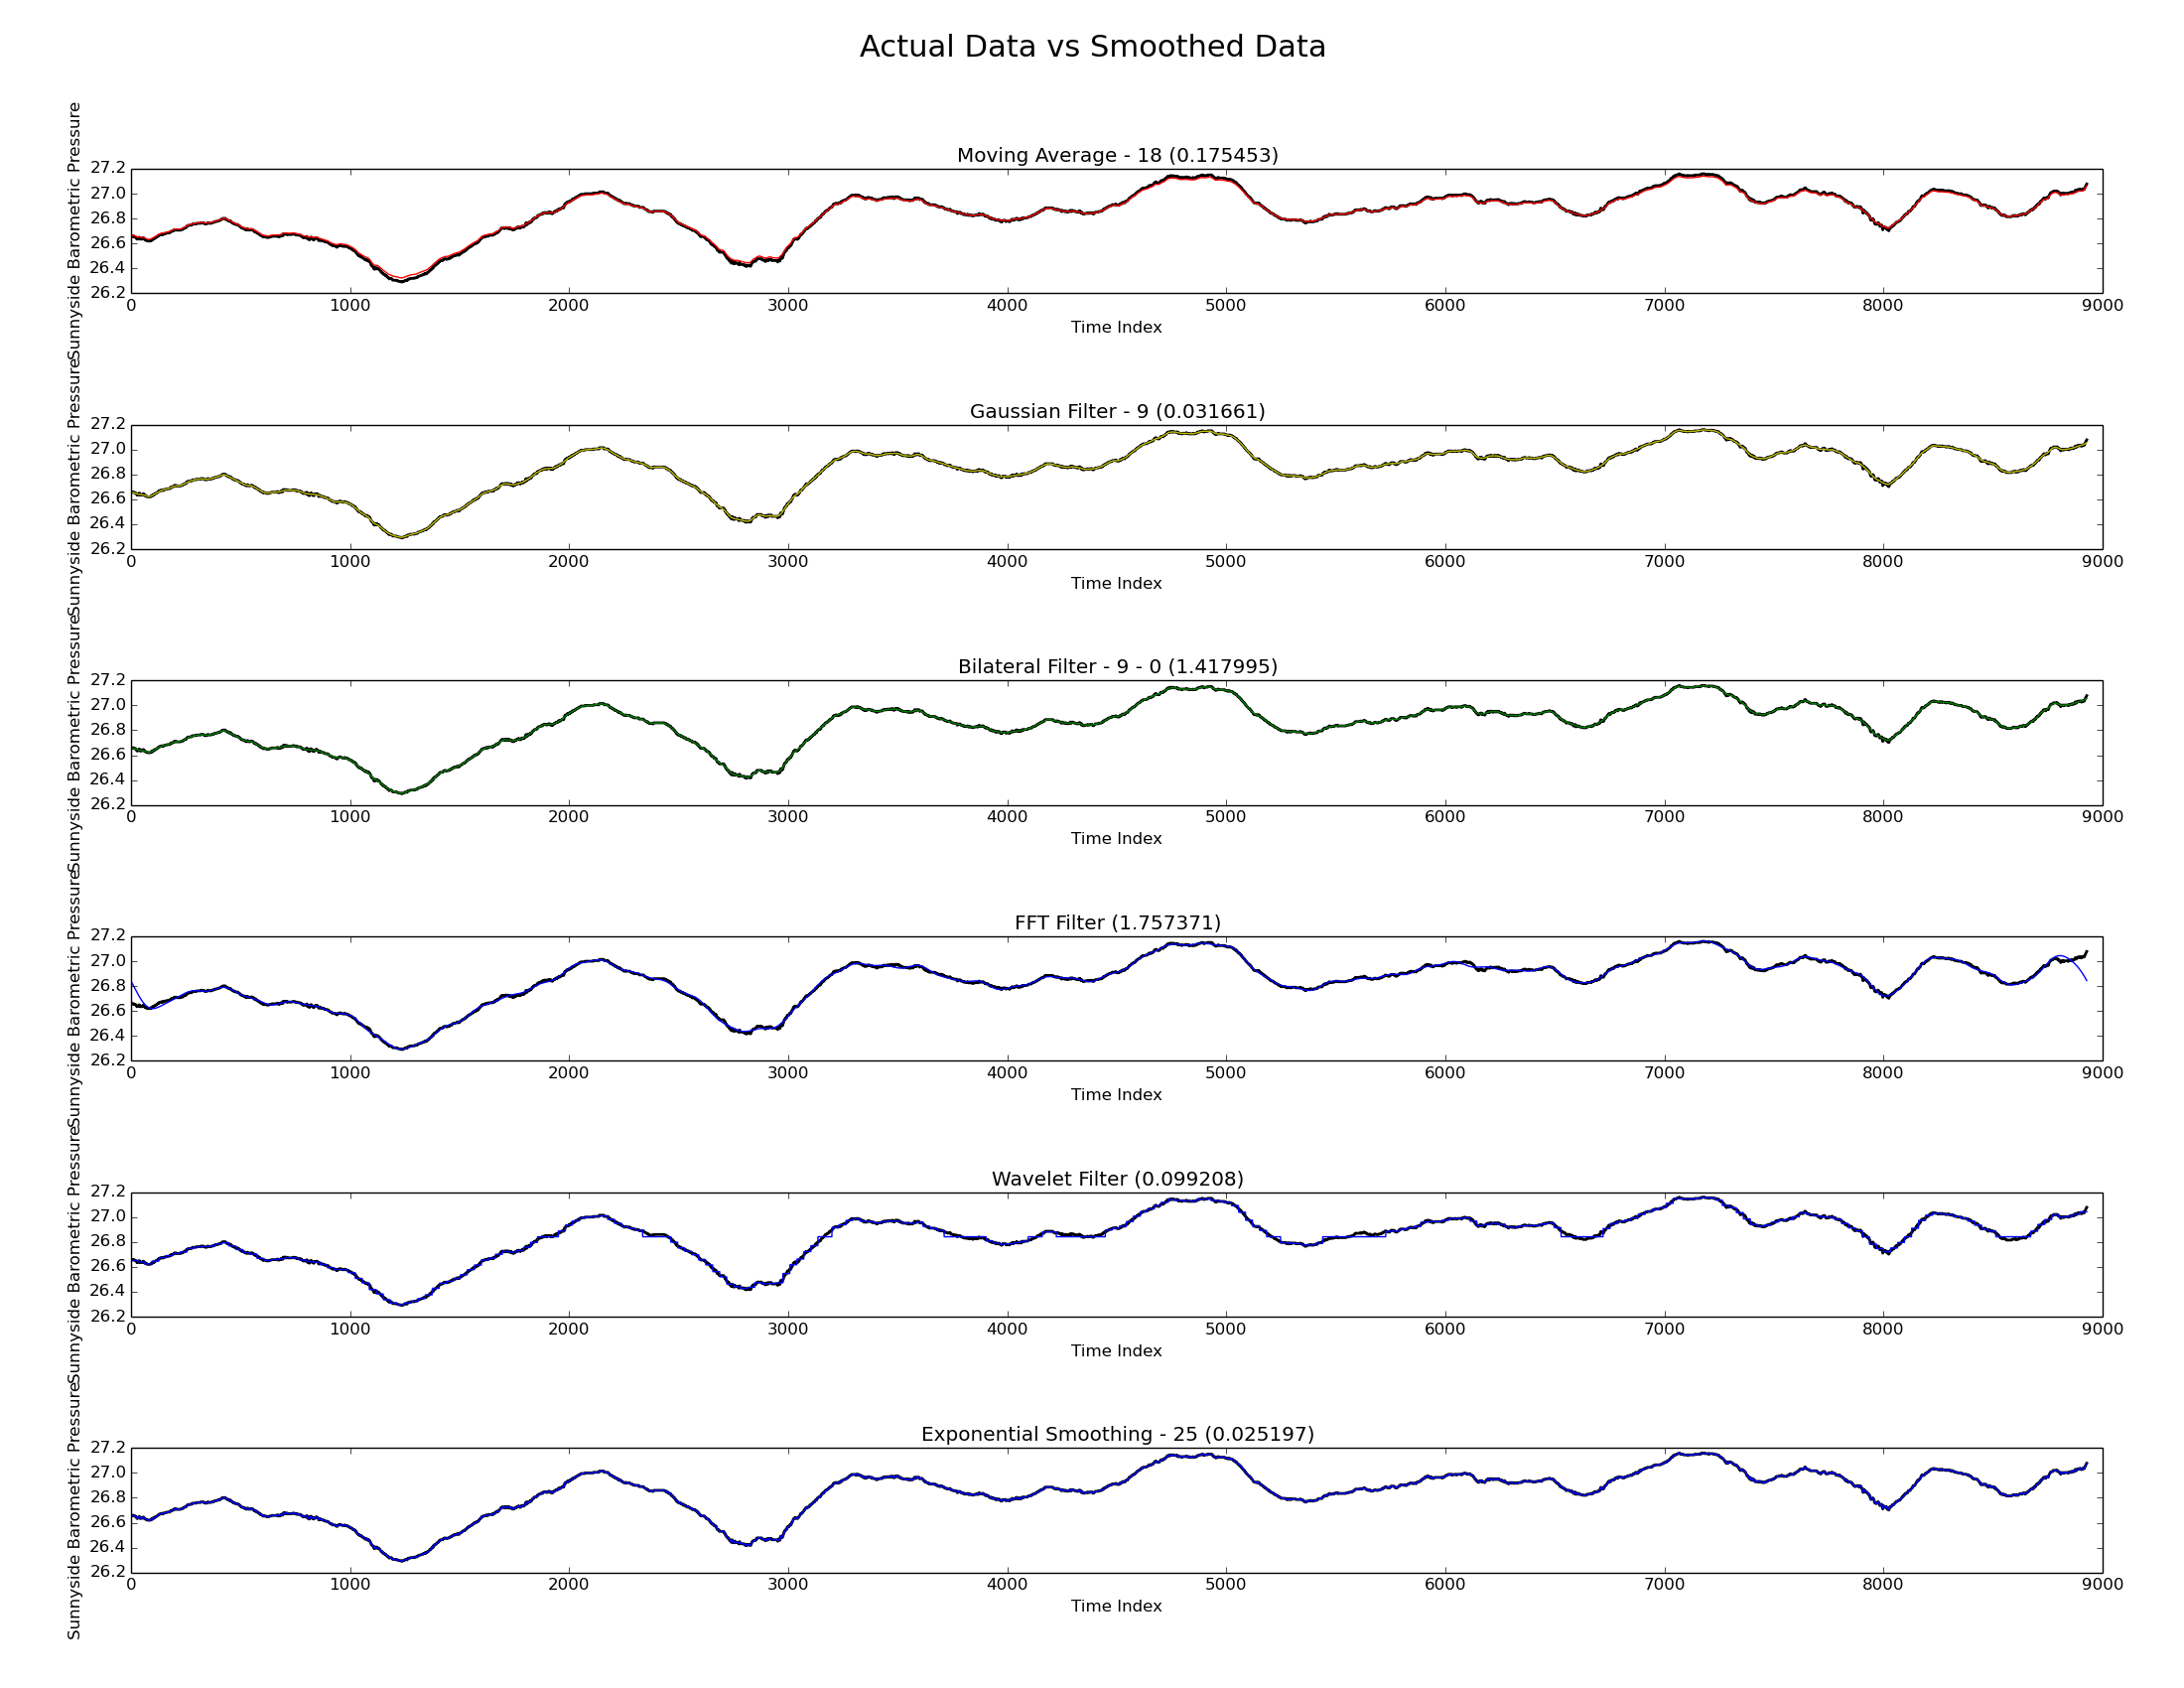 Actual Data vs Smoothed Data
Moving Average - 18 (0.175453)
Sunnyside Barometric Pressure
27.2
27.0
26.8
26.6
26.4
26.2
0 1000 2000 3000 4000 5000 6000 7000 8000 9000
Time Index
Gaussian Filter - 9 (0.031661)
Sunnyside Barometric Pressure
27.2
27.0
26.8
26.6
26.4
26.2
0 1000 2000 3000 4000 5000 6000 7000 8000 9000
Time Index
Bilateral Filter - 9 - 0 (1.417995)
Sunnyside Barometric Pressure
27.2
27.0
26.8
26.6
26.4
26.2
0 1000 2000 3000 4000 5000 6000 7000 8000 9000
Time Index
FFT Filter (1.757371)
Sunnyside Barometric Pressure
27.2
27.0
26.8
26.6
26.4
26.2
0 1000 2000 3000 4000 5000 6000 7000 8000 9000
Time Index
Wavelet Filter (0.099208)
Sunnyside Barometric Pressure
27.2
27.0
26.8
26.6
26.4
26.2
0 1000 2000 3000 4000 5000 6000 7000 8000 9000
Time Index
Exponential Smoothing - 25 (0.025197)
Sunnyside Barometric Pressure
27.2
27.0
26.8
26.6
26.4
26.2
0 1000 2000 3000 4000 5000 6000 7000 8000 9000
Time Index